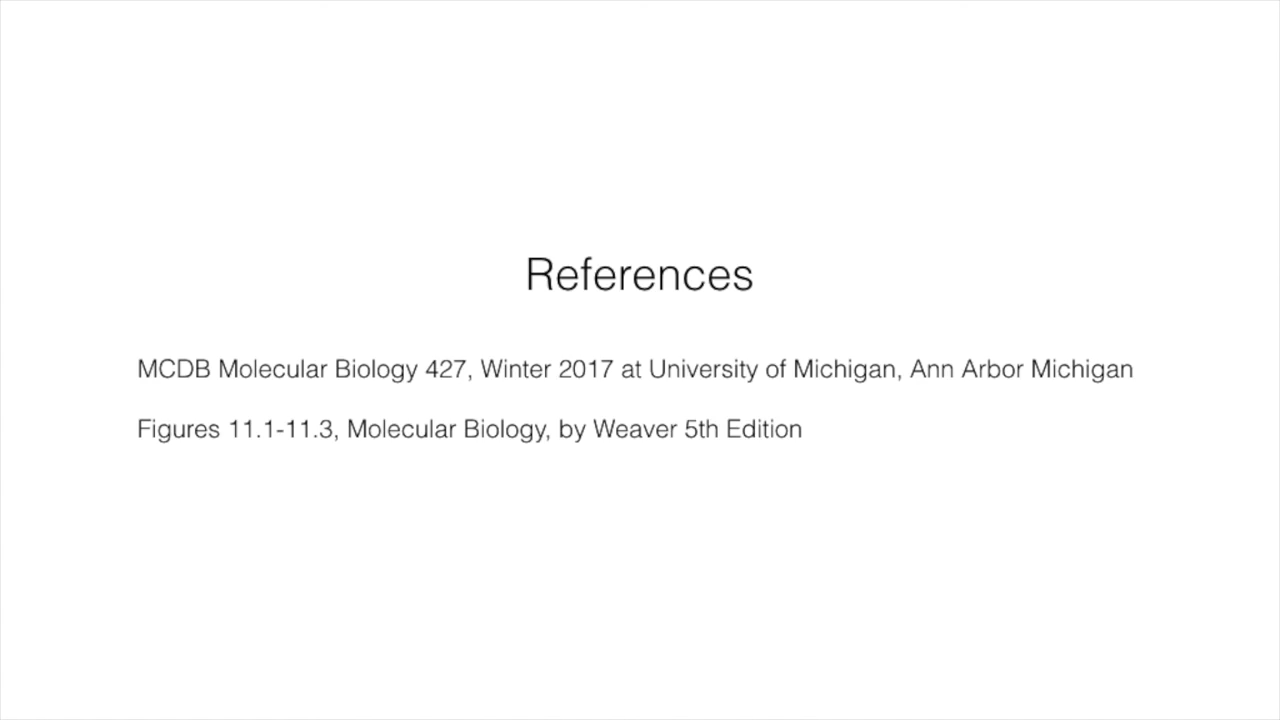 References
MCDB Molecular Biology 427, Winter 2017 at University of Michigan, Ann Arbor Michigan
Figures 11.1-11.3, Molecular Biology, by Weaver 5th Edition